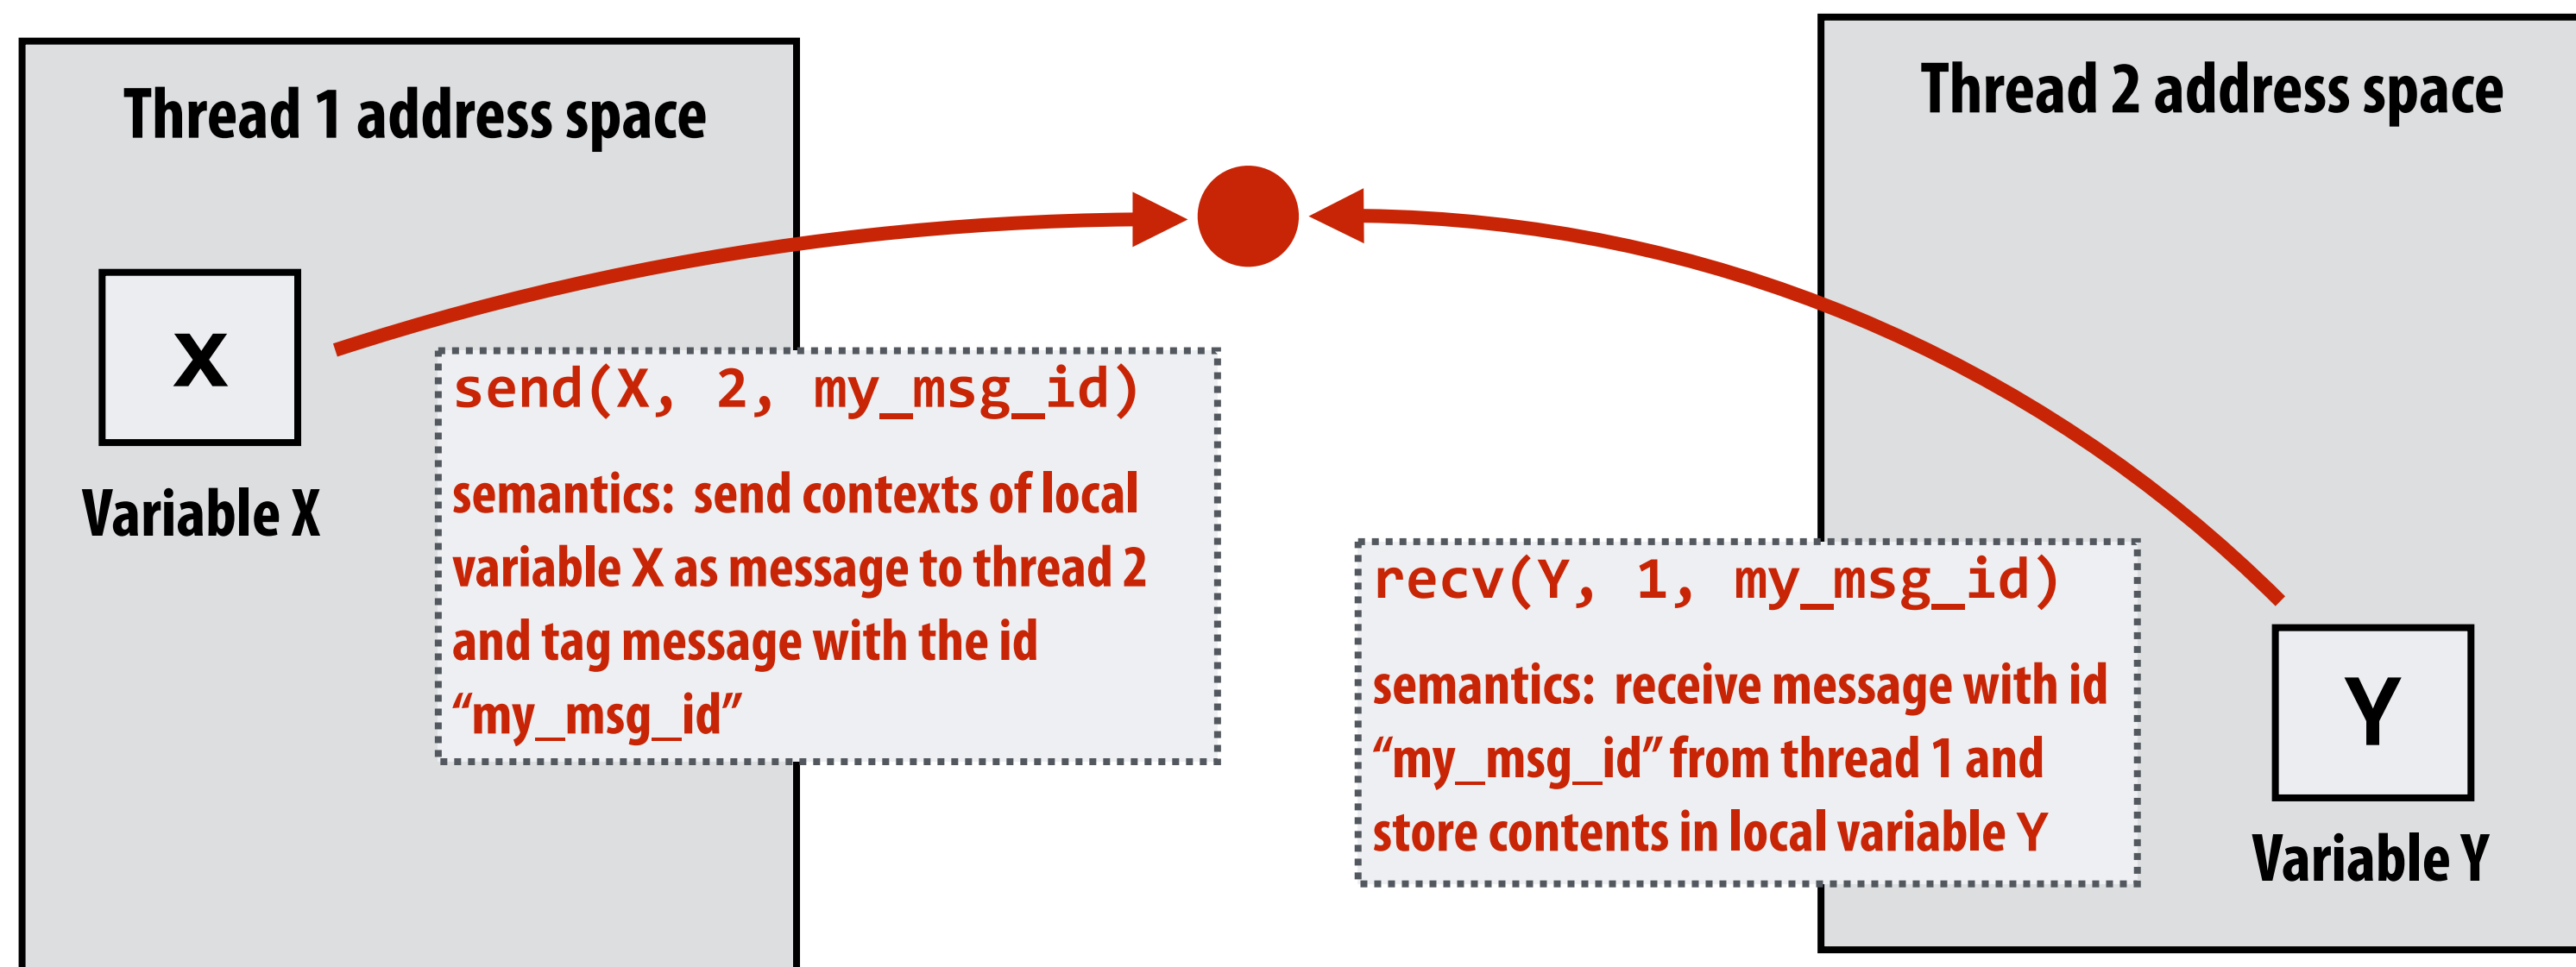 Thread 1 address space
x
Variable X
send(X, 2, my_msg_id)
semantics: send contexts of local
variable X as message to thread 2
and tag message with the id
“my_msg_id”
Thread 2 address space
recv(Y, 1, my_msg_id)
semantics: receive message with id
“my_msg_id” from thread 1 and
store contents in local variable Y
Y
Variable Y